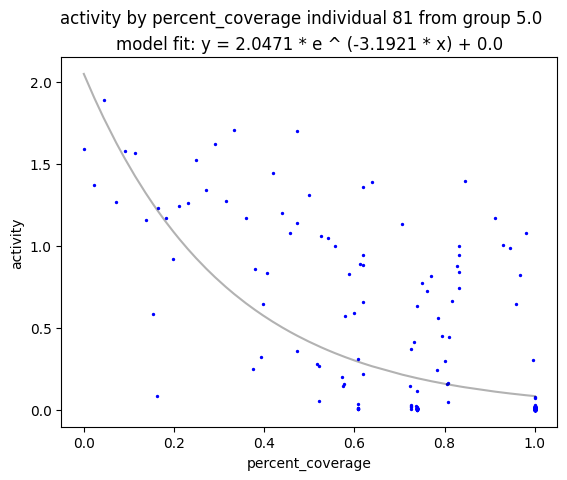 activity by percent_coverage individual 81 from group 5.0
model fit: y = 2.0471 * e ^ (-3.1921 * x) + 0.0
2.0
1.5
1.0
0.5
0.0
activity
0.0 0.2 0.4 0.6 0.8 1.0
percent_coverage